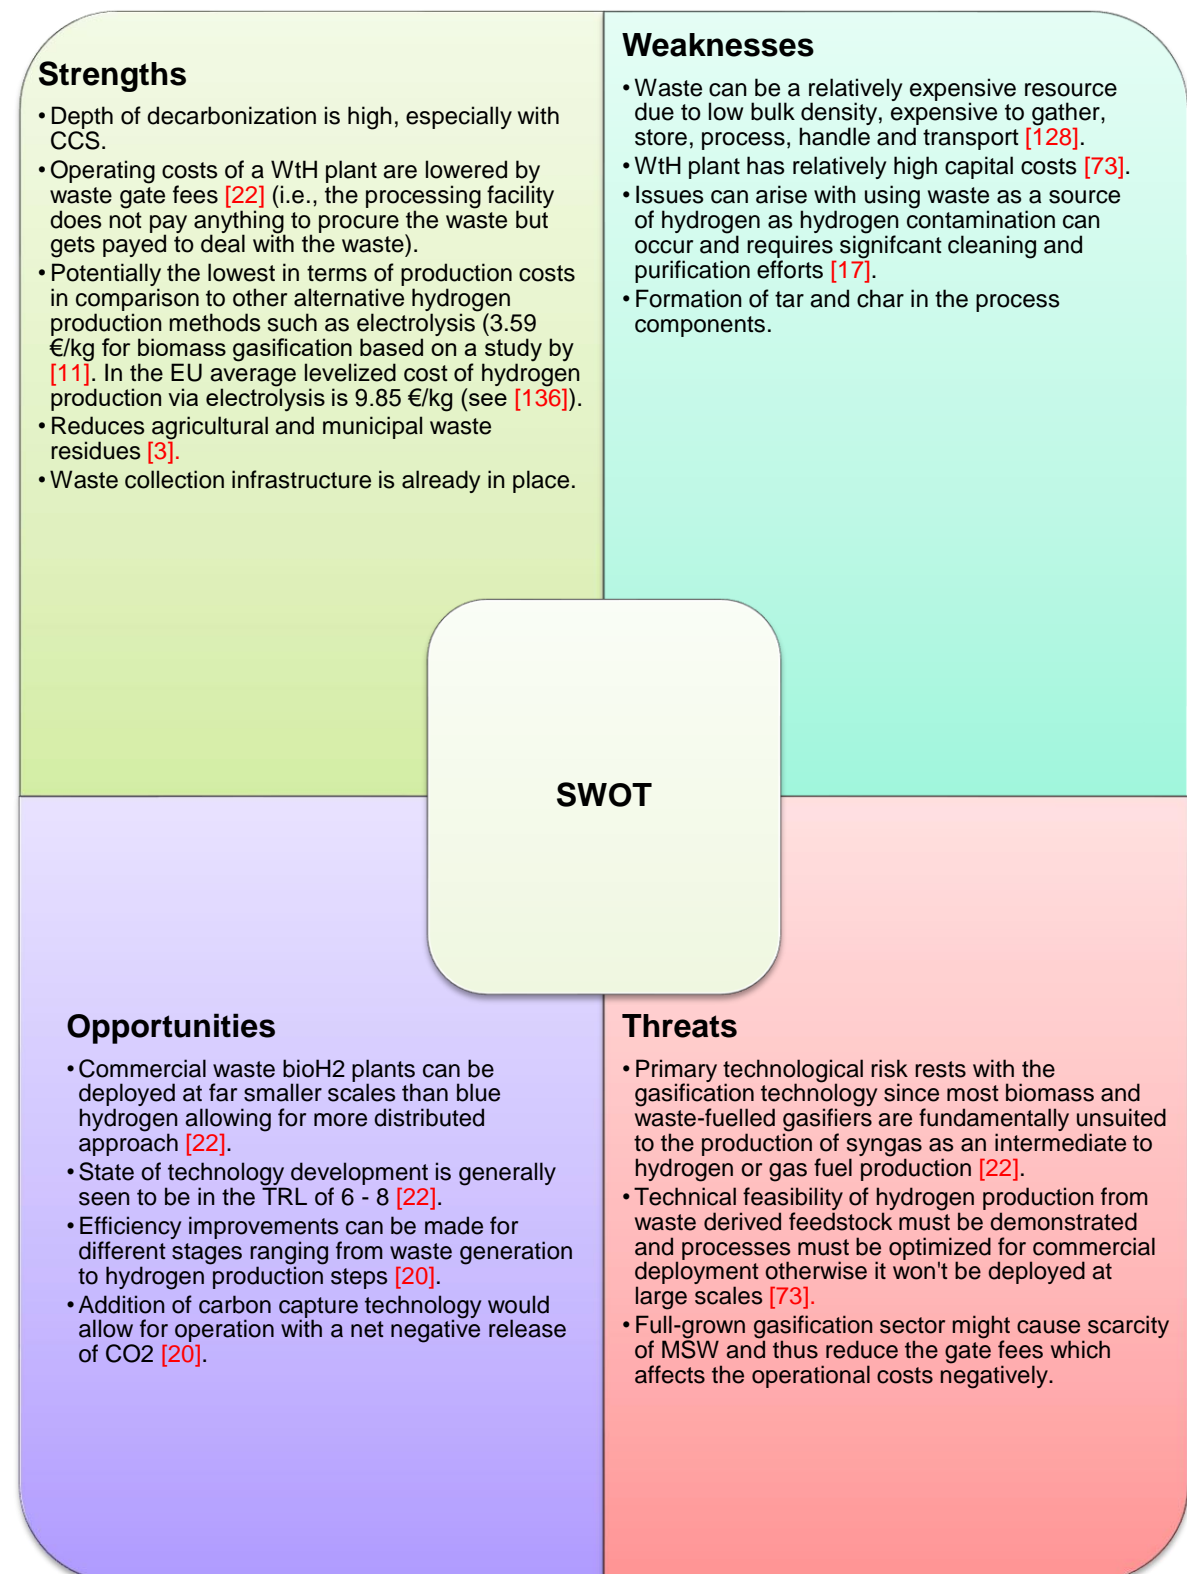 Strengths
• Depth of decarbonization is high, especially with
CCS.
• Operating costs of a WtH plant are lowered by
waste gate fees [22] (i.e., the processing facility
does not pay anything to procure the waste but
gets payed to deal with the waste).
• Potentially the lowest in terms of production costs
in comparison to other alternative hydrogen
production methods such as electrolysis (3.59
€/kg for biomass gasification based on a study by
[11]. In the EU average levelized cost of hydrogen
production via electrolysis is 9.85 €/kg (see [136]).
• Reduces agricultural and municipal waste
residues [3].
• Waste collection infrastructure is already in place.
Weaknesses
• Waste can be a relatively expensive resource
due to low bulk density, expensive to gather,
store, process, handle and transport [128].
• WtH plant has relatively high capital costs [73].
• Issues can arise with using waste as a source
of hydrogen as hydrogen contamination can
occur and requires signifcant cleaning and
purification efforts [17].
• Formation of tar and char in the process
components.
SWOT
Opportunities
• Commercial waste bioH2 plants can be
deployed at far smaller scales than blue
hydrogen allowing for more distributed
approach [22].
• State of technology development is generally
seen to be in the TRL of 6 - 8 [22].
• Efficiency improvements can be made for
different stages ranging from waste generation
to hydrogen production steps [20].
• Addition of carbon capture technology would
allow for operation with a net negative release
of CO2 [20].
Threats
• Primary technological risk rests with the
gasification technology since most biomass and
waste-fuelled gasifiers are fundamentally unsuited
to the production of syngas as an intermediate to
hydrogen or gas fuel production [22].
• Technical feasibility of hydrogen production from
waste derived feedstock must be demonstrated
and processes must be optimized for commercial
deployment otherwise it won't be deployed at
large scales [73].
• Full-grown gasification sector might cause scarcity
of MSW and thus reduce the gate fees which
affects the operational costs negatively.